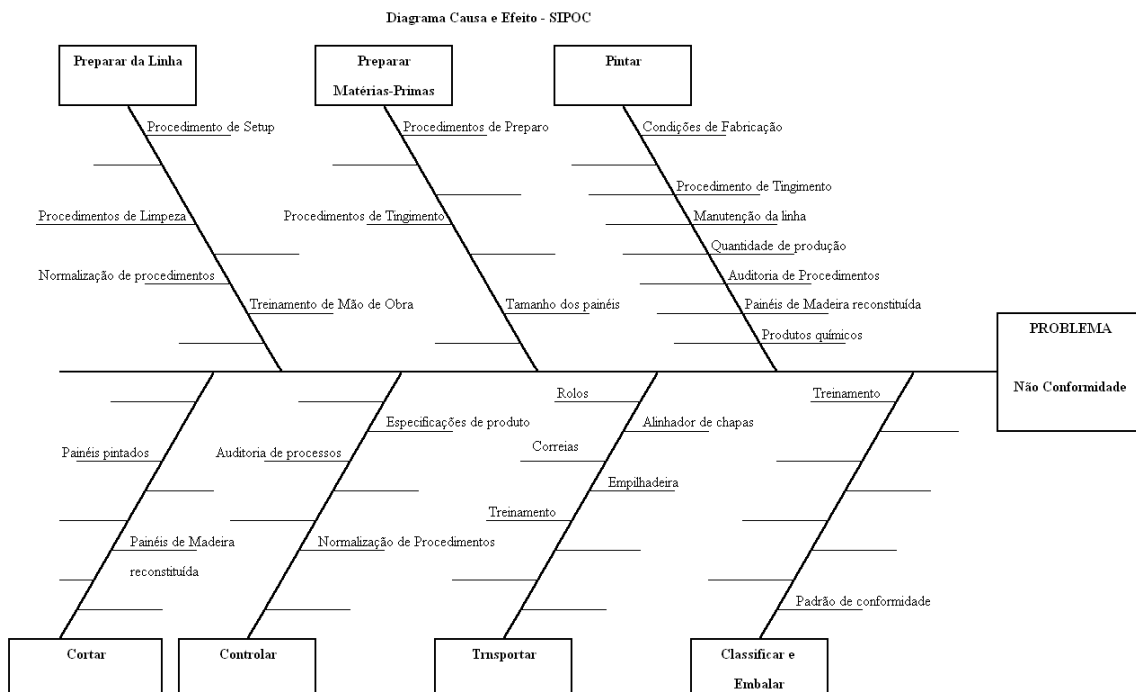 Diagrama Causa e Efeito - SIPOC
Preparar da Linha
Preparar
Matérias-Primas
Pintar
Procedimento de Setup
Procedimentos de Limpeza
Normalização de procedimentos
Treinamento de Mão de Obra
Procedimentos de Preparo
Procedimentos de Tingimento
Tamanho dos painéis
Condições de Fabricação
Procedimento de Tingimento
Manutenção da linha
Quantidade de produção
Auditoria de Procedimentos
Painéis de Madeira reconstituída
Produtos químicos
PROBLEMA
Não Conformidade
Painéis pintados
Painéis de Madeira
reconstituída
Especificações de produto
Auditoria de processos
Normalização de Procedimentos
Rolos
Alinhador de chapas
Correias
Empilhadeira
Treinamento
Treinamento
Padrão de conformidade
Cortar
Controlar
Trnsportar
Classificar e
Embalar